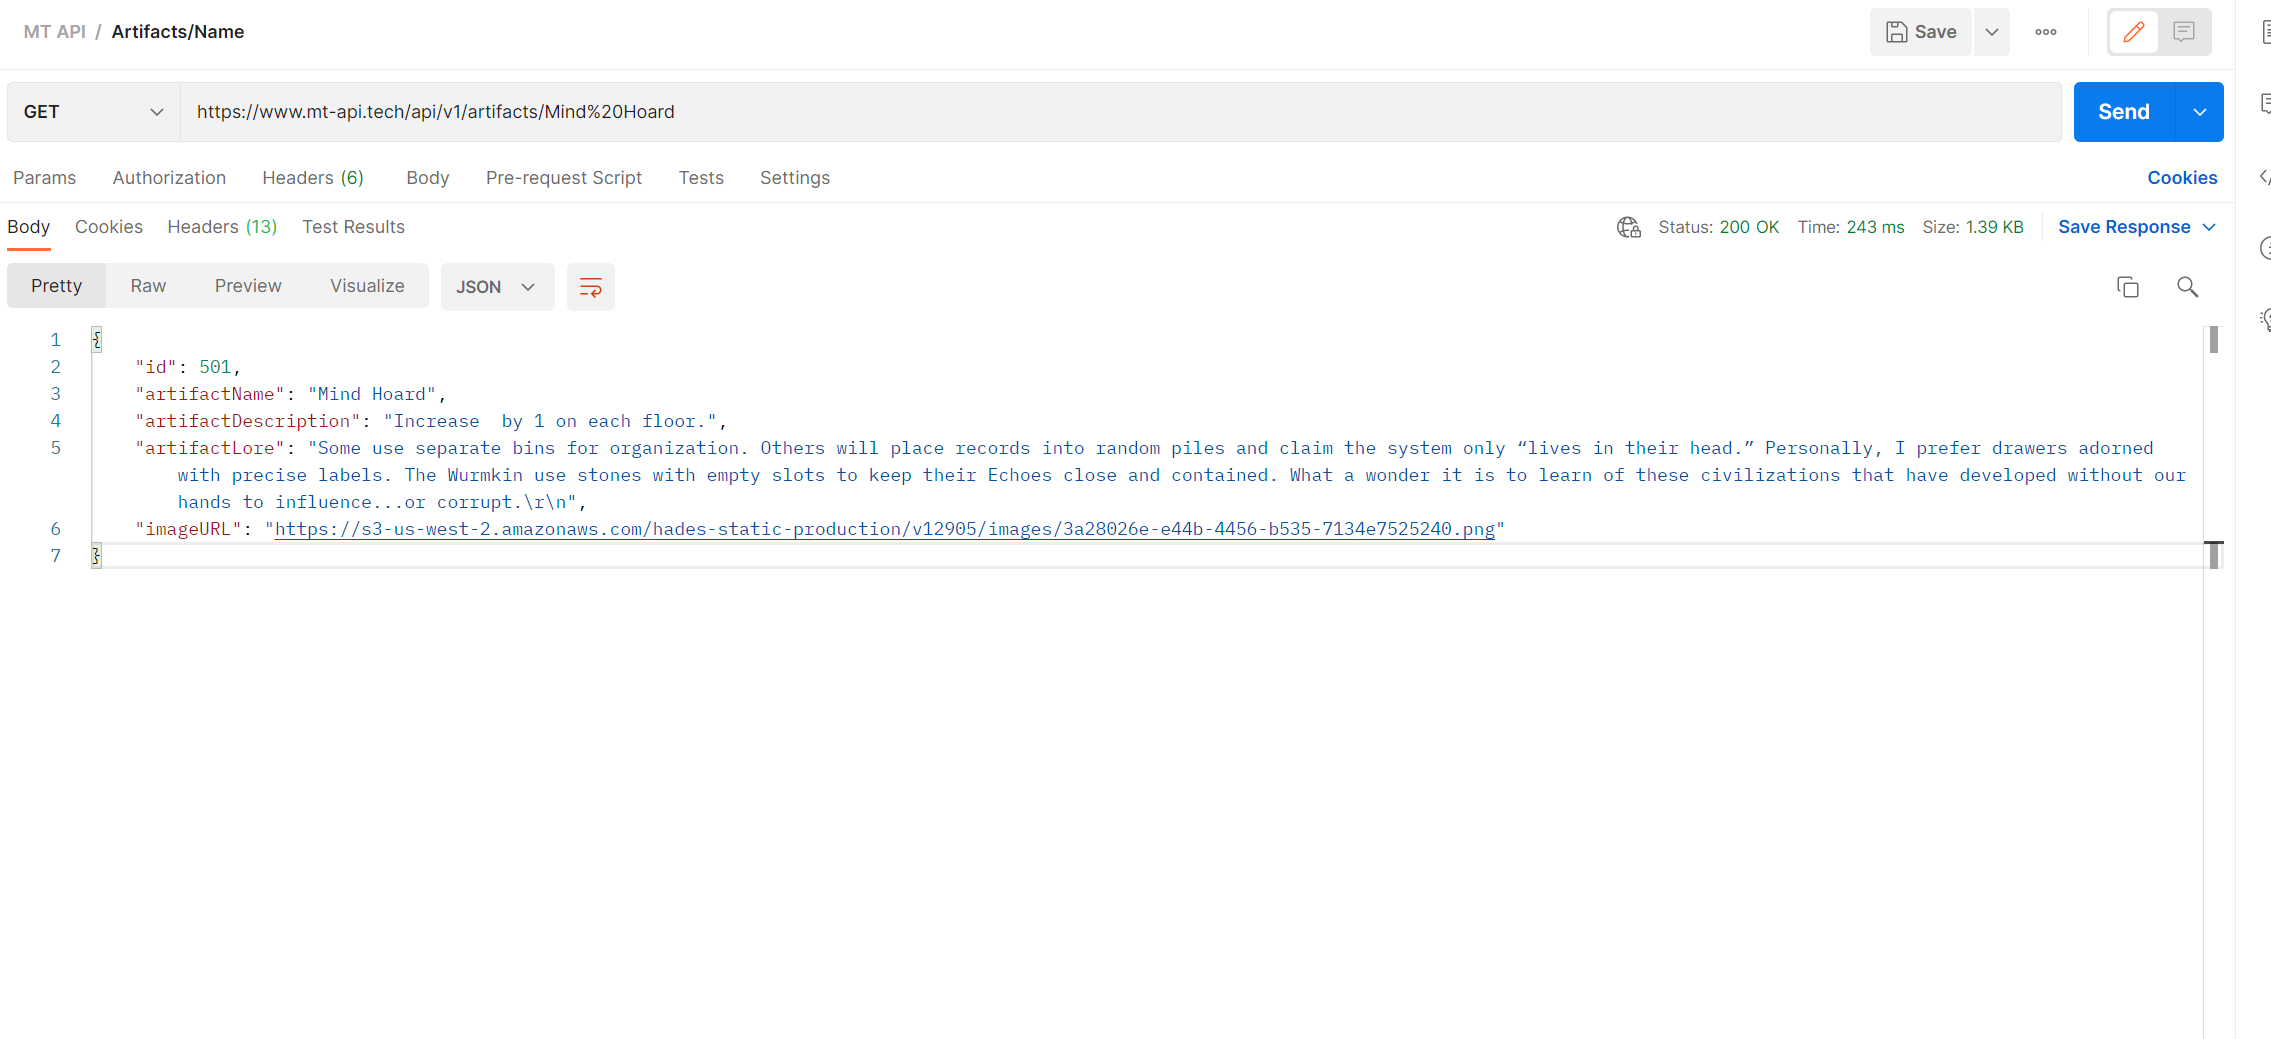 MT API / Artifacts/Name
Save
GET
https://www.mt-api.tech/api/v1/artifacts/Mind%20Hoard
Send
Params Authorization Headers (6) Body Pre-request Script Tests Settings Cookies
Body Cookies Headers (13) Test Results Status: 200 OK Time: 243 ms Size: 1.39 KB Save Response
Pretty Raw Preview Visualize JSON
1 {
2 "id": 501,
3 "artifactName": "Mind Hoard",
4 "artifactDescription": "Increase  by 1 on each floor.",
5 "artifactLore": "Some use separate bins for organization. Others will place records into random piles and claim the system only “lives in their head.” Personally, I prefer drawers adorned
with precise labels. The Wurmkin use stones with empty slots to keep their Echoes close and contained. What a wonder it is to learn of these civilizations that have developed without our
hands to influence...or corrupt.\r\n",
6 "imageURL": "https://s3-us-west-2.amazonaws.com/hades-static-production/v12905/images/3a28026e-e44b-4456-b535-7134e7525240.png"
7 }